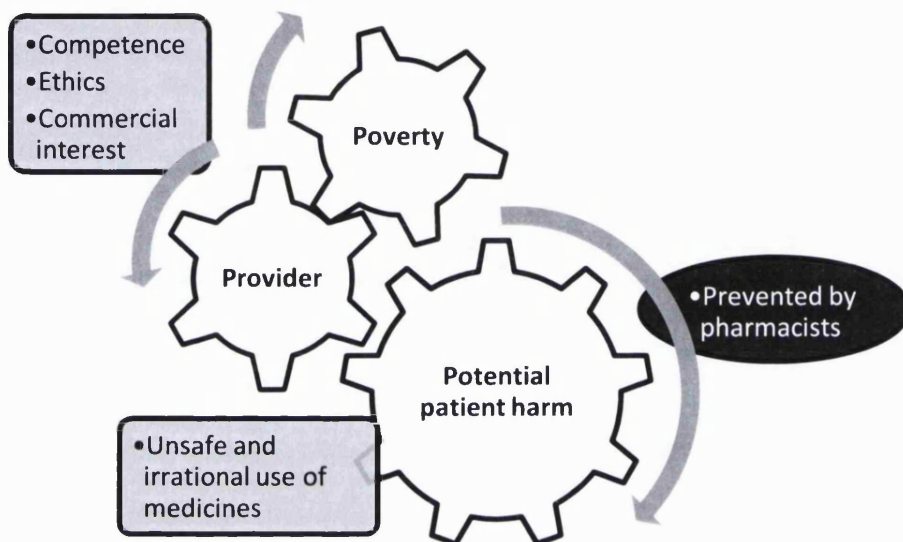 •Competence
•Ethics
•Commercial
interest
Poverty
Provider
•Prevented by
pharmacists
Potential
patient harm
•Unsafe and
irrational use of
medicines